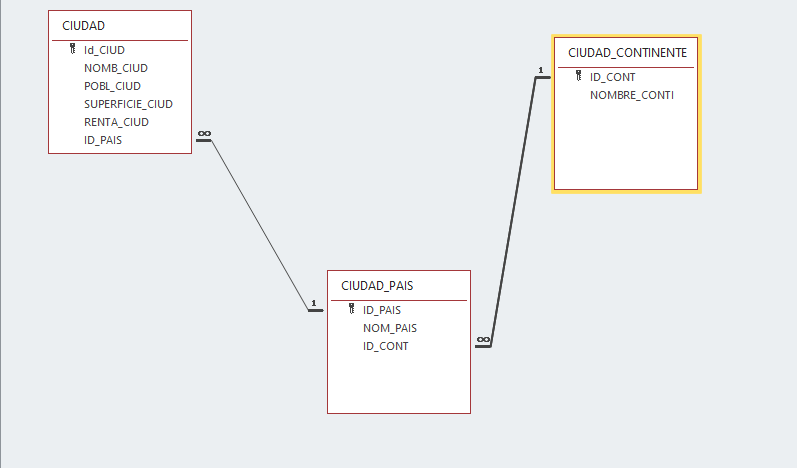 CIUDAD
Id_CIUD
NOMB_CIUD
POBL_CIUD
SUPERFICIE_CIUD
RENTA_CIUD
ID_PAIS
∞
1
CIUDAD_PAIS
ID_PAIS
NOM_PAIS
ID_CONT
∞
1
CIUDAD_CONTINENTE
ID_CONT
NOMBRE_CONTI